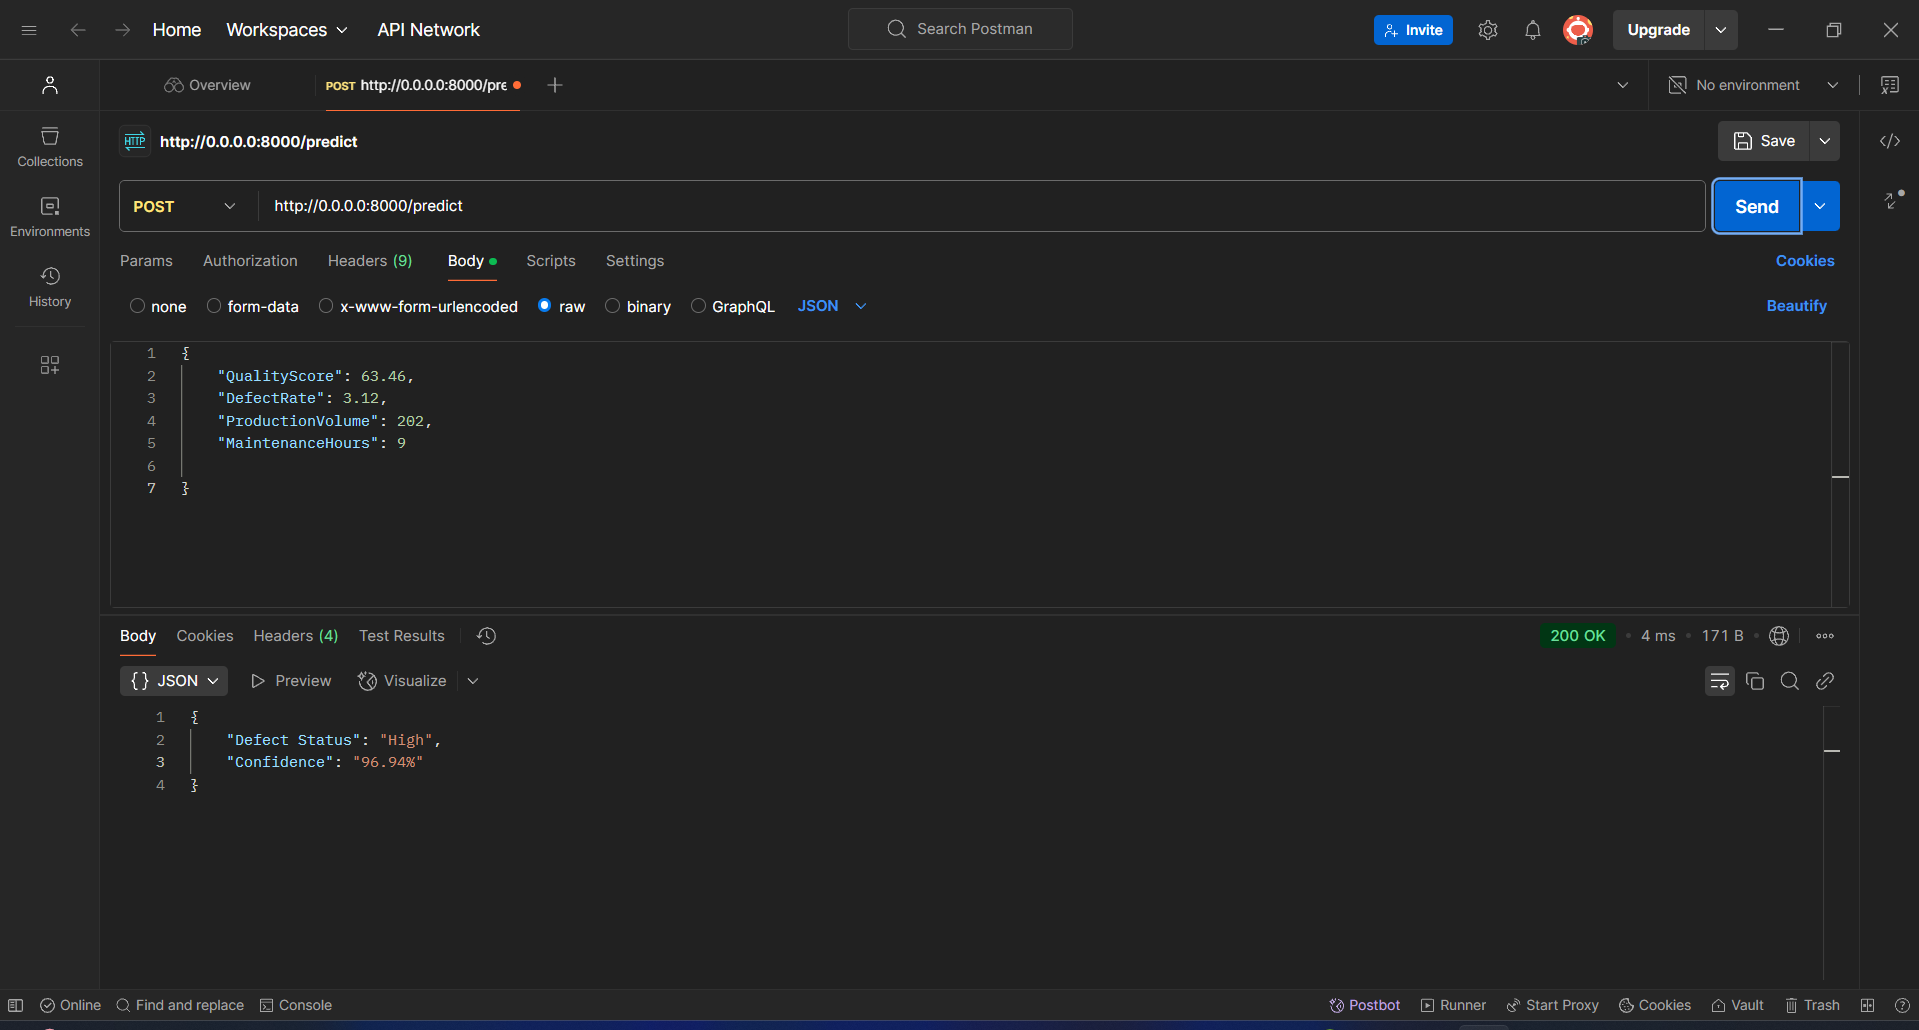 Home Workspaces API Network Search Postman Invite Upgrade
Overview POST http://0.0.0.0:8000/pre No environment
HTTP http://0.0.0.0:8000/predict Save
Collections
Environments
History
POST http://0.0.0.0:8000/predict Send
Params Authorization Headers (9) Body Scripts Settings Cookies
none form-data x-www-form-urlencoded raw binary GraphQL JSON Beautify
1 {
2 "QualityScore": 63.46,
3 "DefectRate": 3.12,
4 "ProductionVolume": 202,
5 "MaintenanceHours": 9
6
7 }
Body Cookies Headers (4) Test Results 200 OK • 4 ms • 171 B
{} JSON Preview Visualize
1 {
2 "Defect Status": "High",
3 "Confidence": "96.94%"
4 }
Online Find and replace Console Postbot Runner Start Proxy Cookies Vault Trash